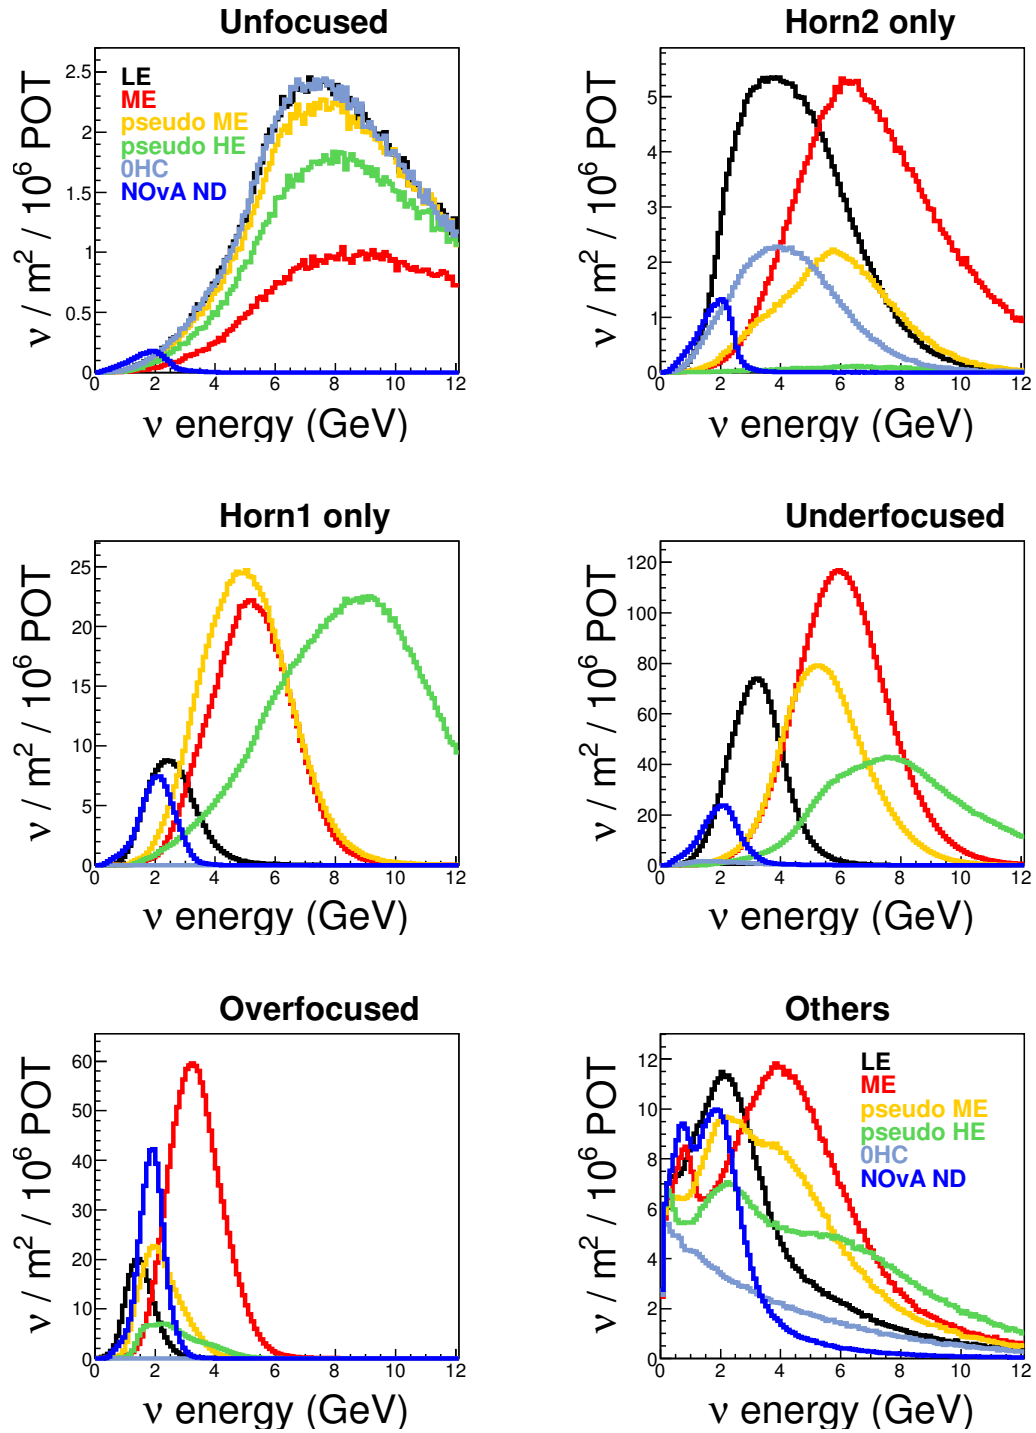 Unfocused
ν / m² / 10⁶ POT
2.5
2
1.5
1
0.5
0
LE
ME
pseudo ME
pseudo HE
0HC
NOvA ND
0 2 4 6 8 10 12
ν energy (GeV)
Horn2 only
ν / m² / 10⁶ POT
5
4
3
2
1
0
0 2 4 6 8 10 12
ν energy (GeV)
Horn1 only
ν / m² / 10⁶ POT
25
20
15
10
5
0
0 2 4 6 8 10 12
ν energy (GeV)
Underfocused
ν / m² / 10⁶ POT
120
100
80
60
40
20
0
0 2 4 6 8 10 12
ν energy (GeV)
Overfocused
ν / m² / 10⁶ POT
60
50
40
30
20
10
0
0 2 4 6 8 10 12
ν energy (GeV)
Others
ν / m² / 10⁶ POT
12
10
8
6
4
2
0
LE
ME
pseudo ME
pseudo HE
0HC
NOvA ND
0 2 4 6 8 10 12
ν energy (GeV)